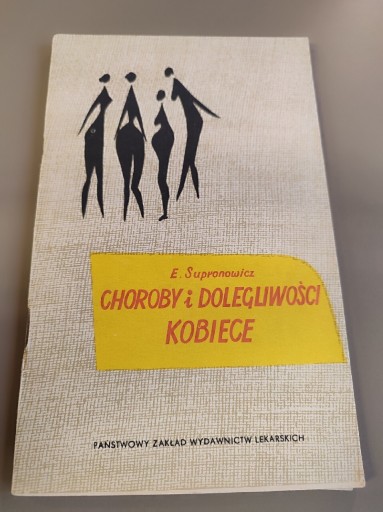 E. Supronowicz
CHOROBY i DOLEGLIWOŚCI
KOBIECE
PAŃSTWOWY ZAKŁAD WYDAWNICTW LEKARSKICH